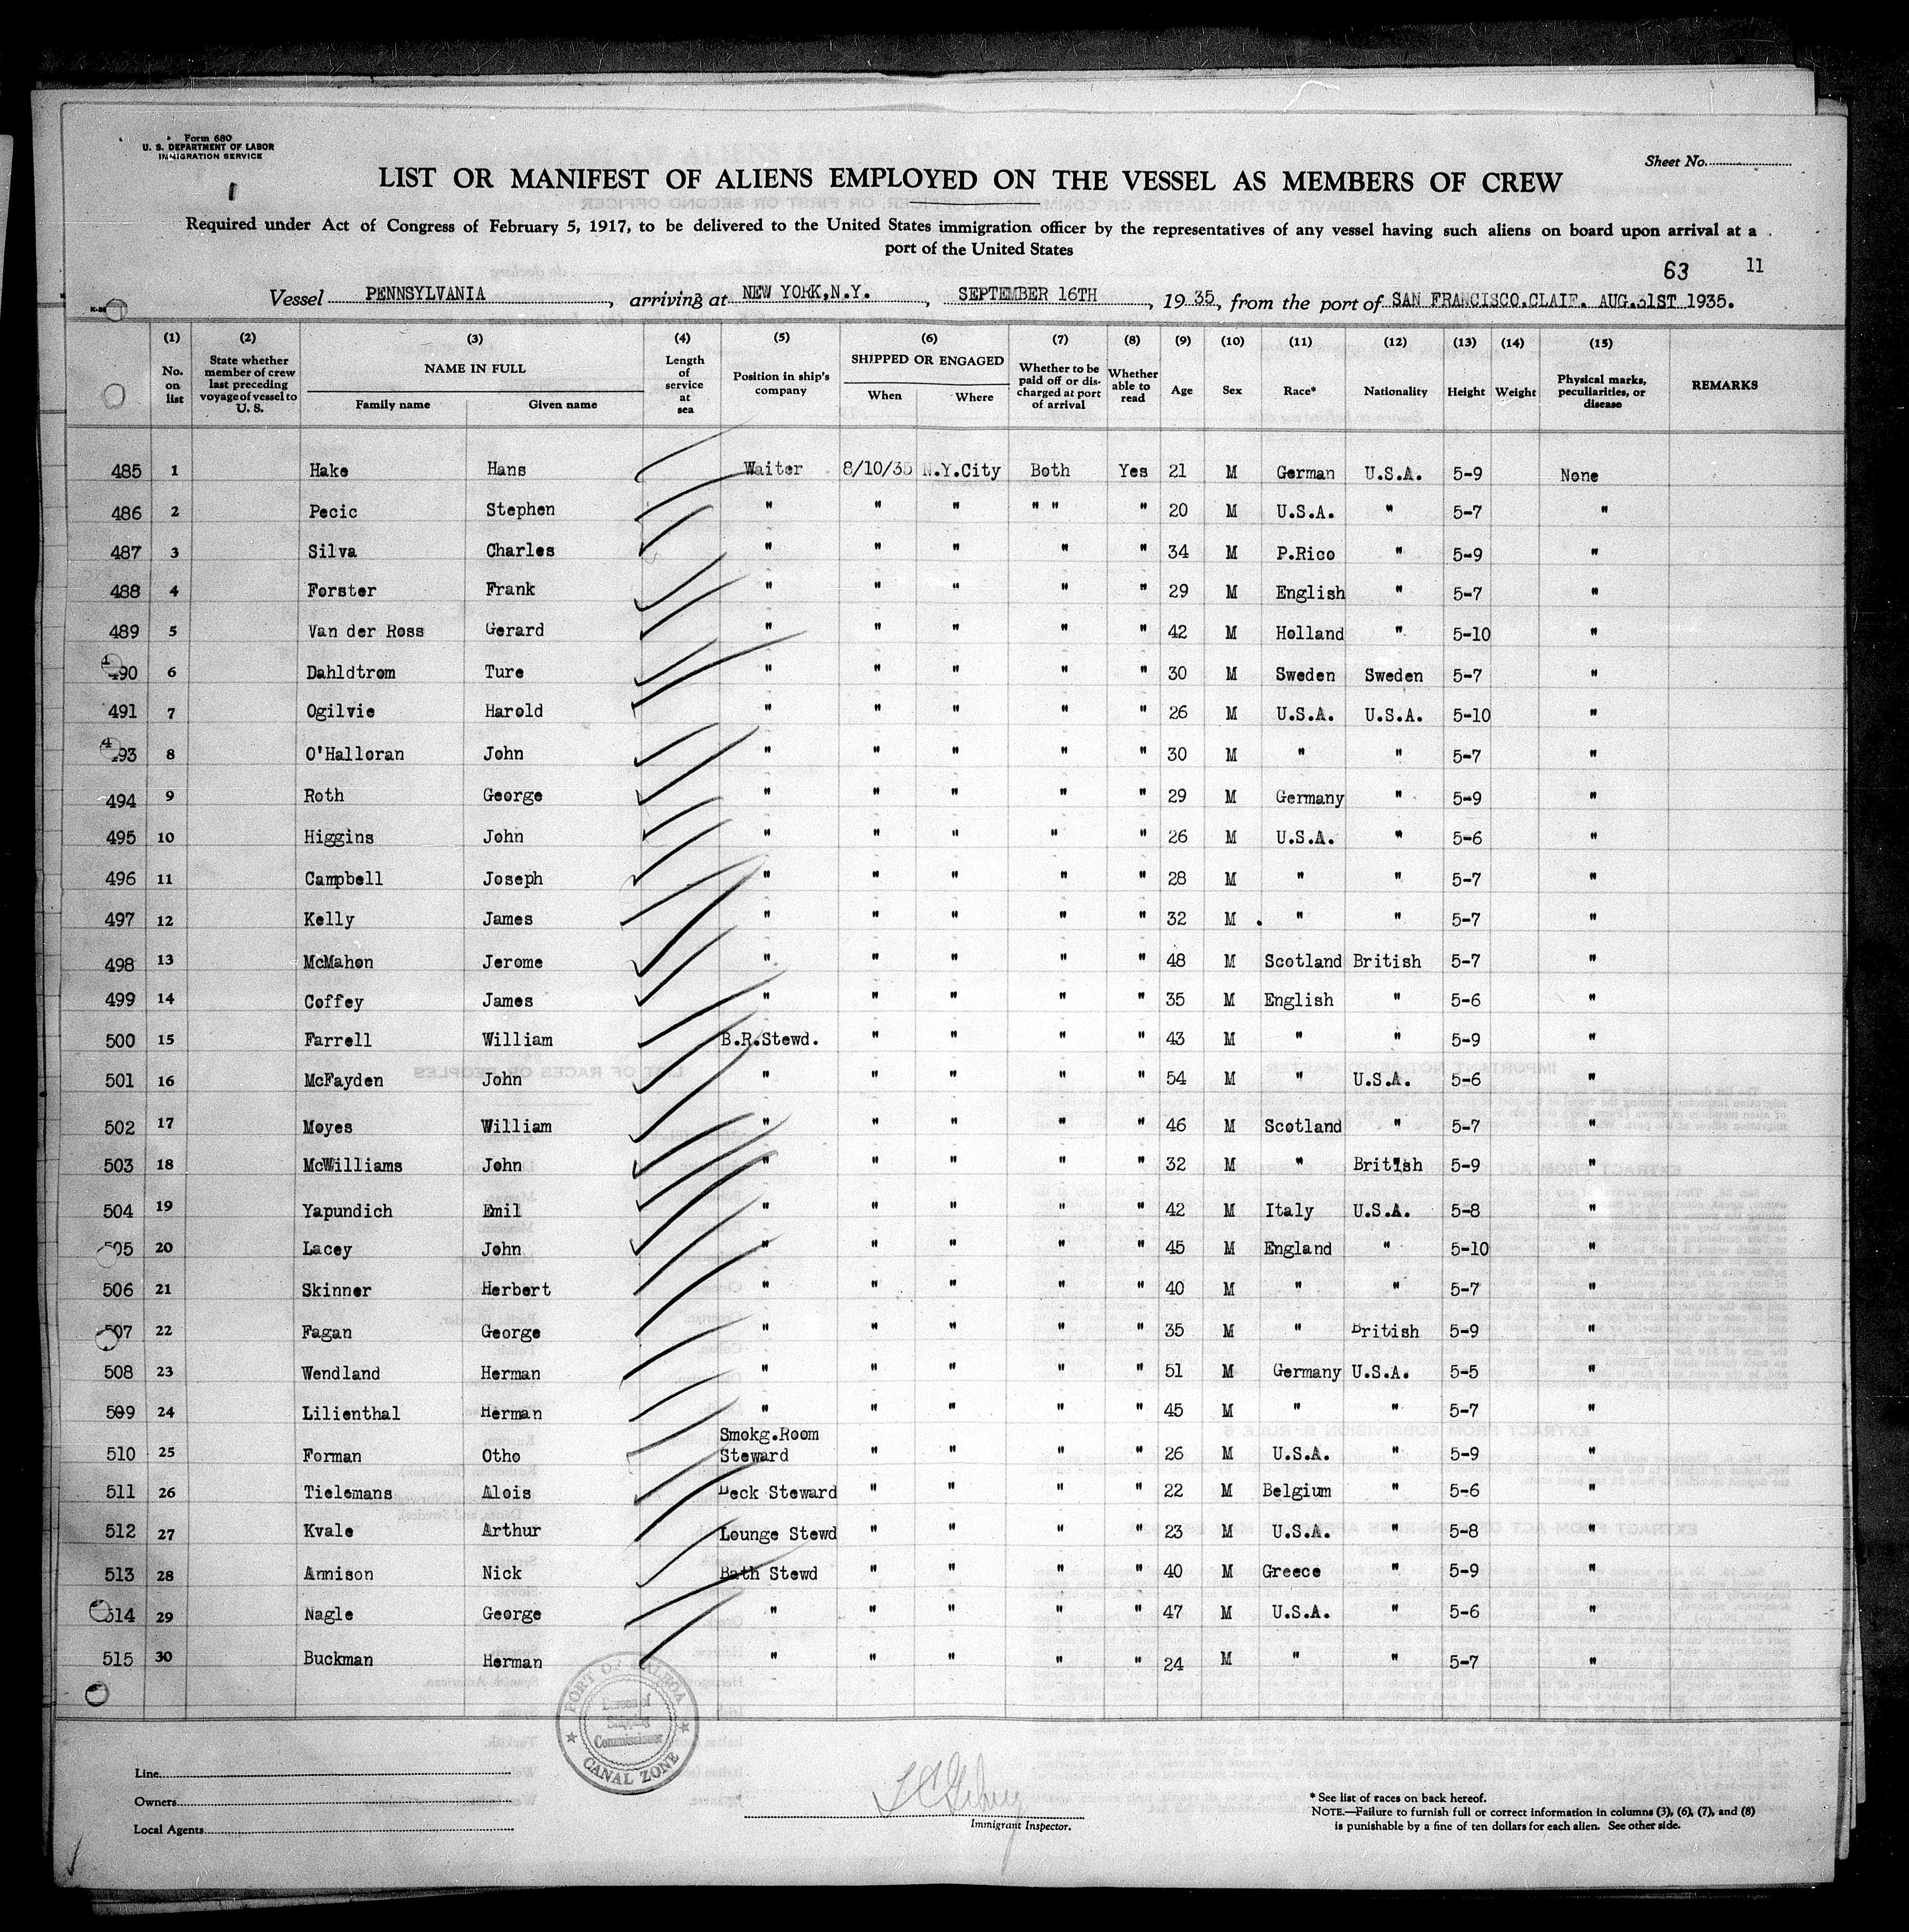 Form 680
U. S. DEPARTMENT OF LABOR
IMMIGRATION SERVICE
Sheet No.
LIST OR MANIFEST OF ALIENS EMPLOYED ON THE VESSEL AS MEMBERS OF CREW
Required under Act of Congress of February 5, 1917, to be delivered to the United States immigration officer by the representatives of any vessel having such aliens on board upon arrival at a
port of the United States
63 11
Vessel PENNSYLVANIA, arriving at NEW YORK,N.Y., SEPTEMBER 16TH, 1935, from the port of SAN FRANCISCO.CLAIF. AUG.31ST 1935.
(1) (2) (3) (4) (5) (6) (7) (8) (9) (10) (11) (12) (13) (14) (15)
No. on list State whether member of crew last preceding voyage of vessel to U. S. NAME IN FULL Family name Given name Length of service at sea Position in ship's company SHIPPED OR ENGAGED When Where Whether to be paid off or discharged at port of arrival Whether able to read Age Sex Race* Nationality Height Weight Physical marks, peculiarities, or disease REMARKS
485 1 Hake Hans Waiter 8/10/35 N.Y.City Both Yes 21 M German U.S.A. 5-9 None
486 2 Pecic Stephen " " " " " " 20 M U.S.A. " 5-7 "
487 3 Silva Charles " " " " " 34 M P.Rico " 5-9 "
488 4 Forster Frank " " " " " 29 M English " 5-7 "
489 5 Van der Ross Gerard " " " " " 42 M Holland " 5-10 "
490 6 Dahldtrom Ture " " " " " 30 M Sweden Sweden 5-7 "
491 7 Ogilvie Harold " " " " " 26 M U.S.A. U.S.A. 5-10 "
493 8 O'Halloran John " " " " " 30 M " " 5-7 "
494 9 Roth George " " " " " 29 M Germany " 5-9 "
495 10 Higgins John " " " " " 26 M U.S.A. " 5-6 "
496 11 Campbell Joseph " " " " " 28 M " " 5-7 "
497 12 Kelly James " " " " " 32 M " " 5-7 "
498 13 McMahon Jerome " " " " " 48 M Scotland British 5-7 "
499 14 Coffey James " " " " " 35 M English " 5-6 "
500 15 Farrell William B.R.Stewd. " " " " 43 M " " 5-9 "
501 16 McFayden John " " " " " 54 M " U.S.A. 5-6 "
502 17 Moyes William " " " " " 46 M Scotland " 5-7 "
503 18 McWilliams John " " " " " 32 M " British 5-9 "
504 19 Yapundich Emil " " " " " 42 M Italy U.S.A. 5-8 "
505 20 Lacey John " " " " " 45 M England " 5-10 "
506 21 Skinner Herbert " " " " " 40 M " " 5-7 "
507 22 Fagan George " " " " " 35 M " British 5-9 "
508 23 Wendland Herman " " " " " 51 M Germany U.S.A. 5-5 "
509 24 Lilienthal Herman " " " " " 45 M " " 5-7 "
510 25 Forman Otho Smokg.Room Steward " " " " 26 M U.S.A. " 5-9 "
511 26 Tielemans Alois Deck Steward " " " " 22 M Belgium " 5-6 "
512 27 Kvale Arthur Lounge Stewd " " " " 23 M U.S.A. " 5-8 "
513 28 Annison Nick Bath Stewd " " " " 40 M Greece " 5-9 "
514 29 Nagle George " " " " " 47 M U.S.A. " 5-6 "
515 30 Buckman Herman " " " " " 24 M " " 5-7 "
PORT OF BALBOA
Bureau of
Shipping
Commissioner
CANAL ZONE
Line
Owners
Local Agents
Immigrant Inspector.
* See list of races on back hereof.
NOTE.—Failure to furnish full or correct information in columns (3), (6), (7), and (8)
is punishable by a fine of ten dollars for each alien. See other side.